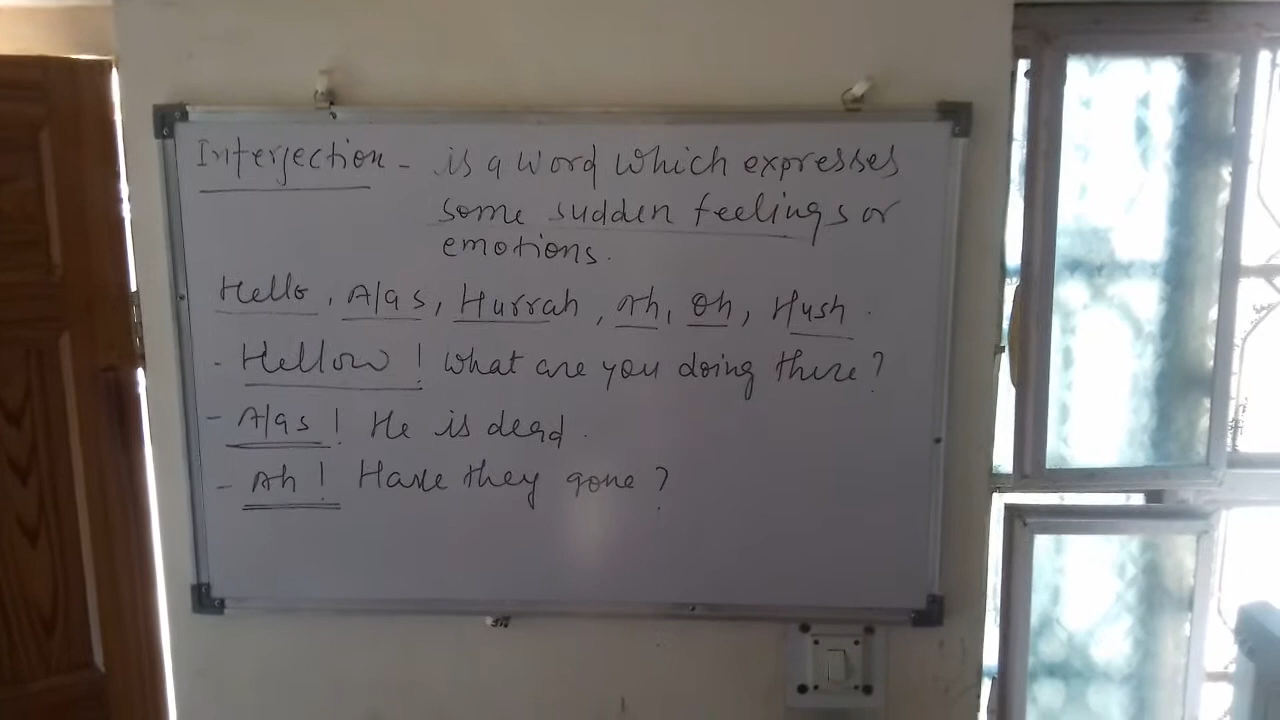 Interjection - is a word which expresses
some sudden feelings or
emotions.
Hello, Alas, Hurrah, Ah, Oh, Hush.
- Hellow! What are you doing there?
- Alas! He is dead.
- Ah! Have they gone?